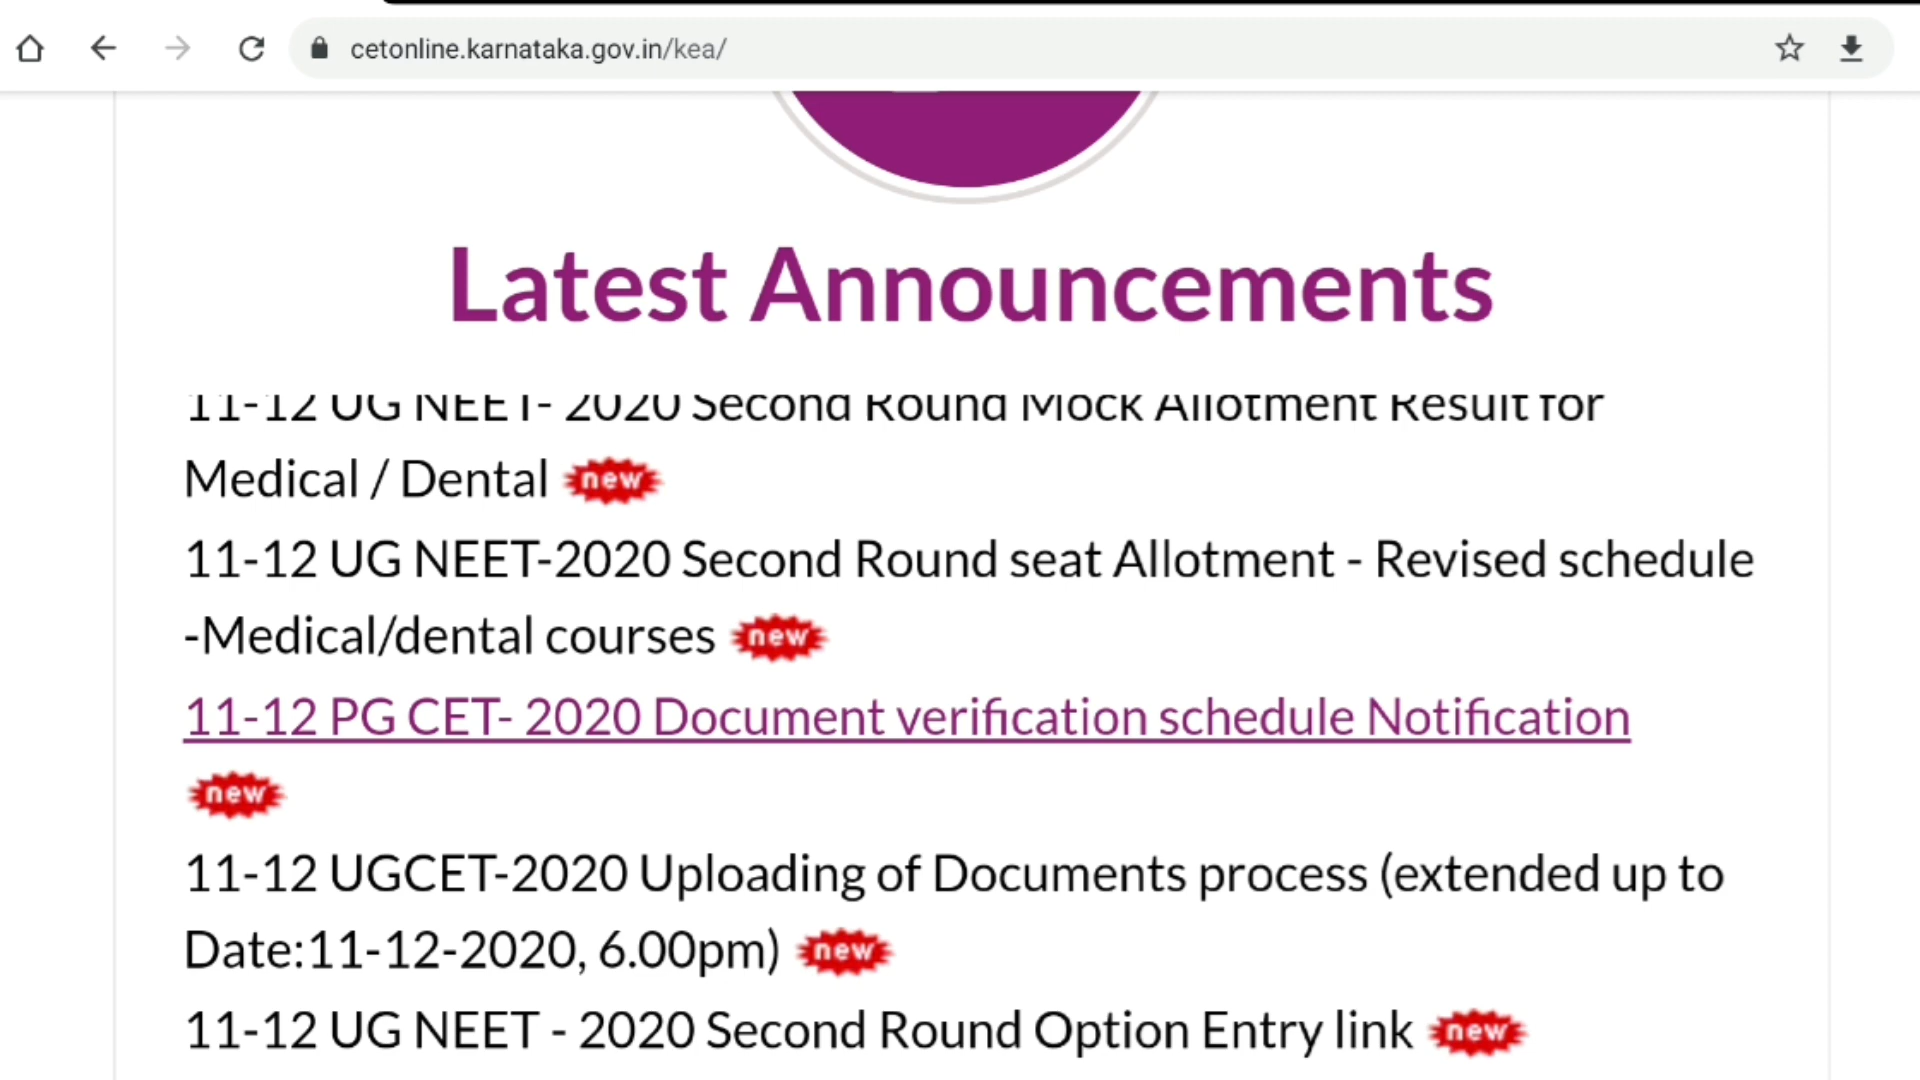 cetonline.karnataka.gov.in/kea/
Latest Announcements
11-12 UG NEET- 2020 Second Round Mock Allotment Result for
Medical / Dental new
11-12 UG NEET-2020 Second Round seat Allotment - Revised schedule
-Medical/dental courses new
11-12 PG CET- 2020 Document verification schedule Notification
new
11-12 UGCET-2020 Uploading of Documents process (extended up to
Date:11-12-2020, 6.00pm) new
11-12 UG NEET - 2020 Second Round Option Entry link new